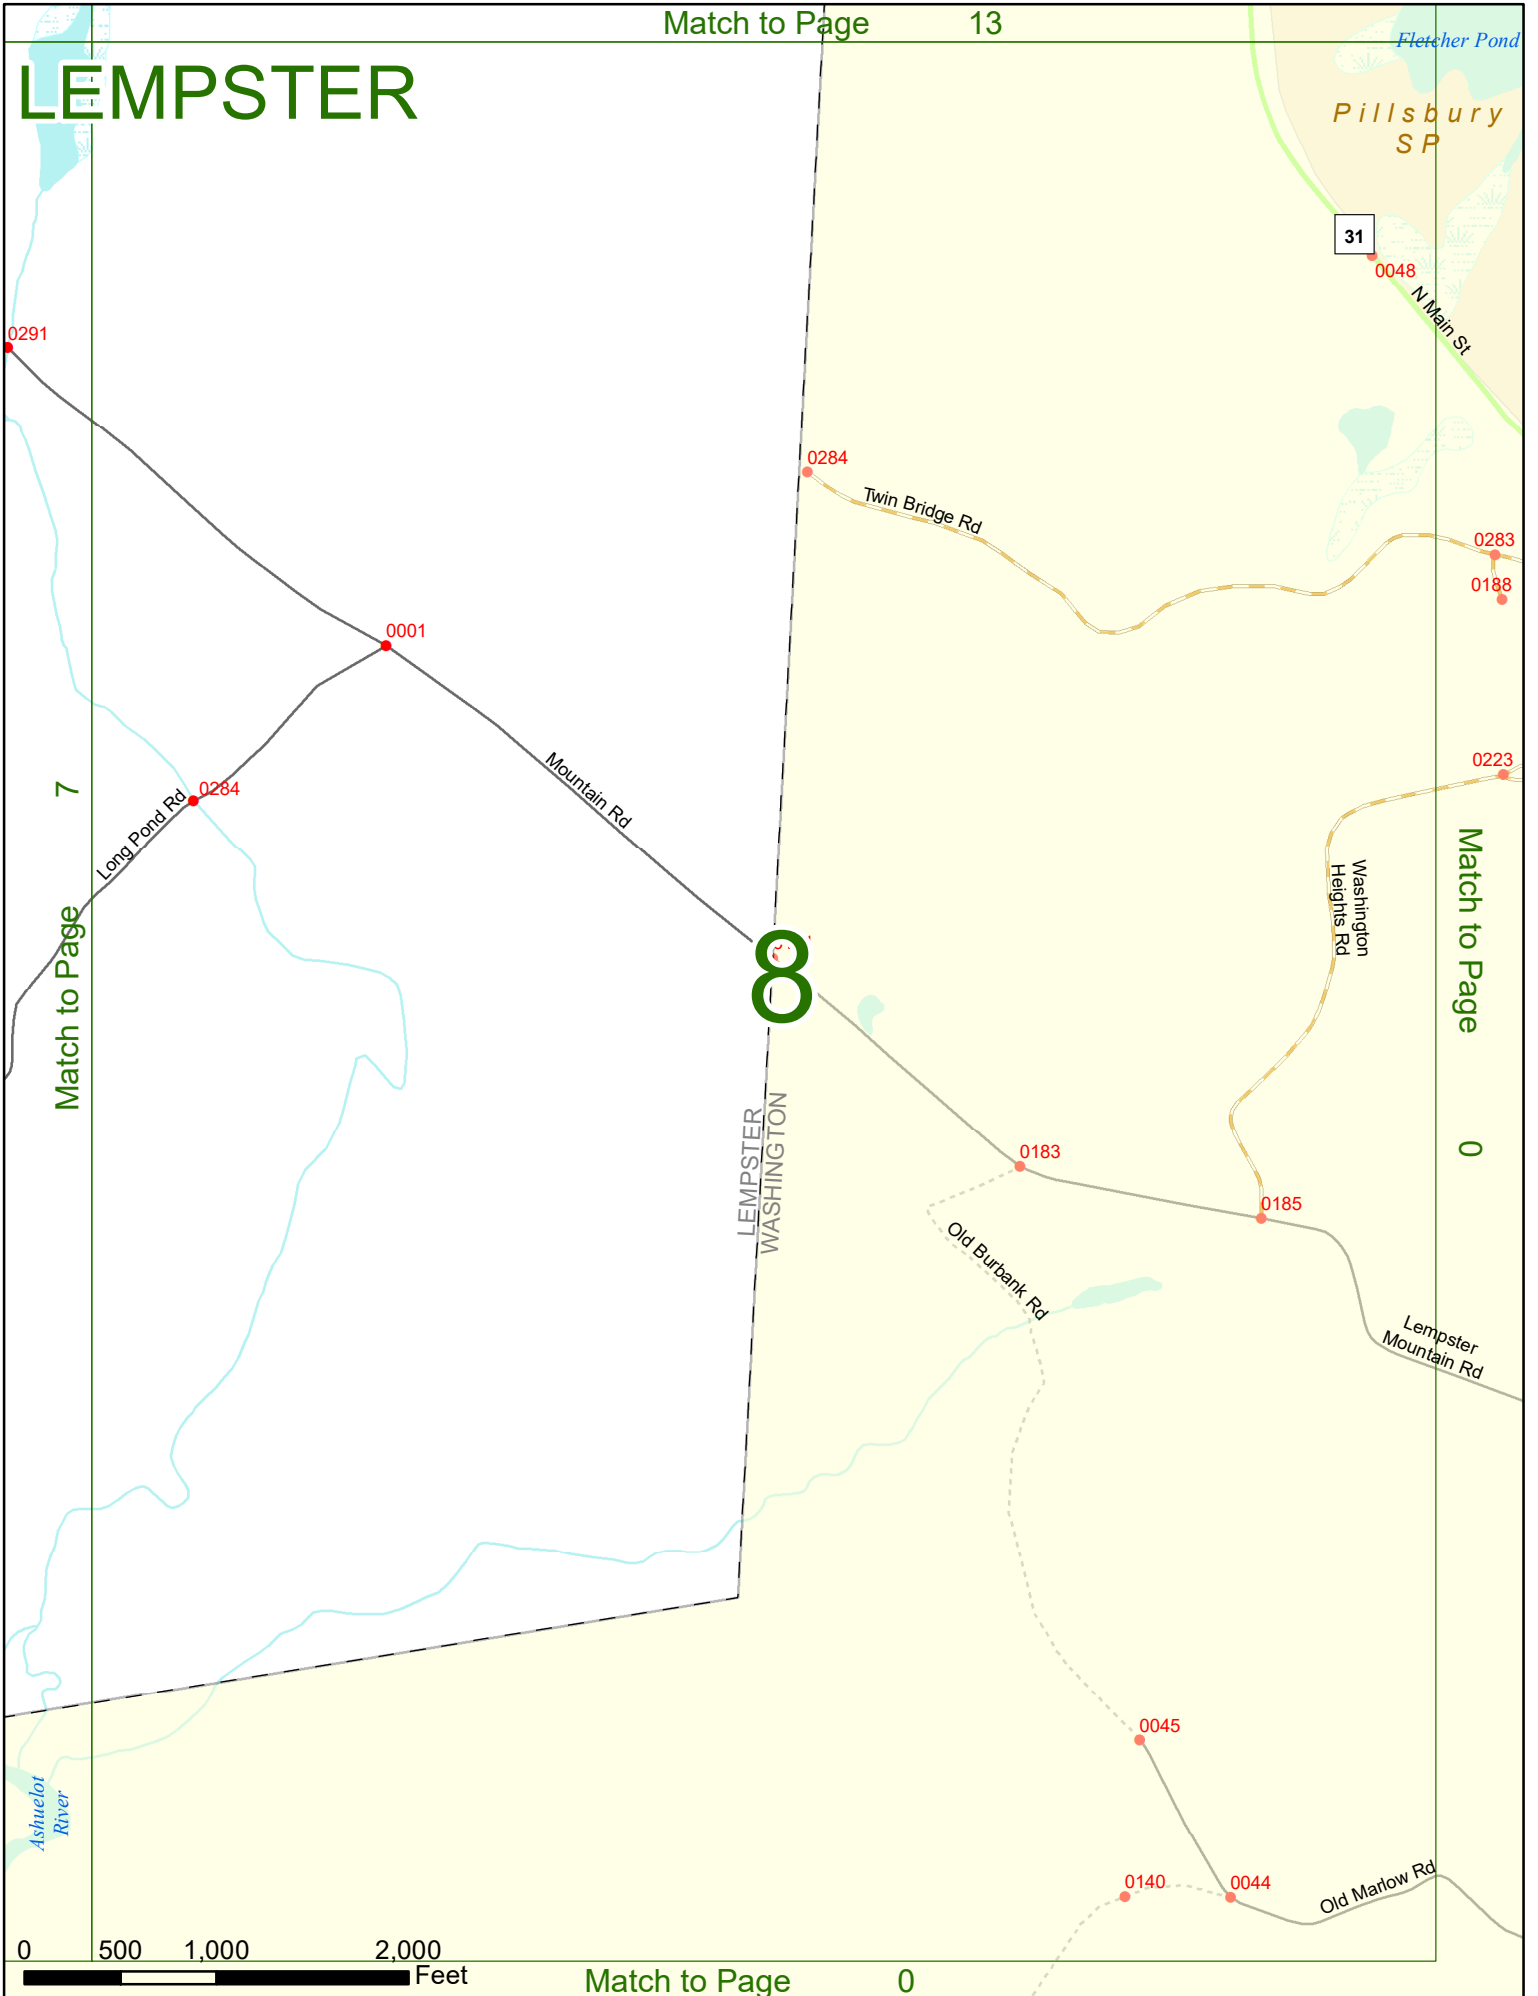 Match to Page 13
LEMPSTER
Fletcher Pond
Pillsbury
SP
31
0048
N Main St
0291
0284
Twin Bridge Rd
0283
0188
0001
Mountain Rd
0284
Long Pond Rd
0223
Washington
Heights Rd
Match to Page 7
Match to Page 0
8
LEMPSTER
WASHINGTON
0183
0185
Old Burbank Rd
Lempster
Mountain Rd
0045
Ashuelot
River
0140
0044
Old Marlow Rd
0 500 1,000 2,000
Feet
Match to Page 0